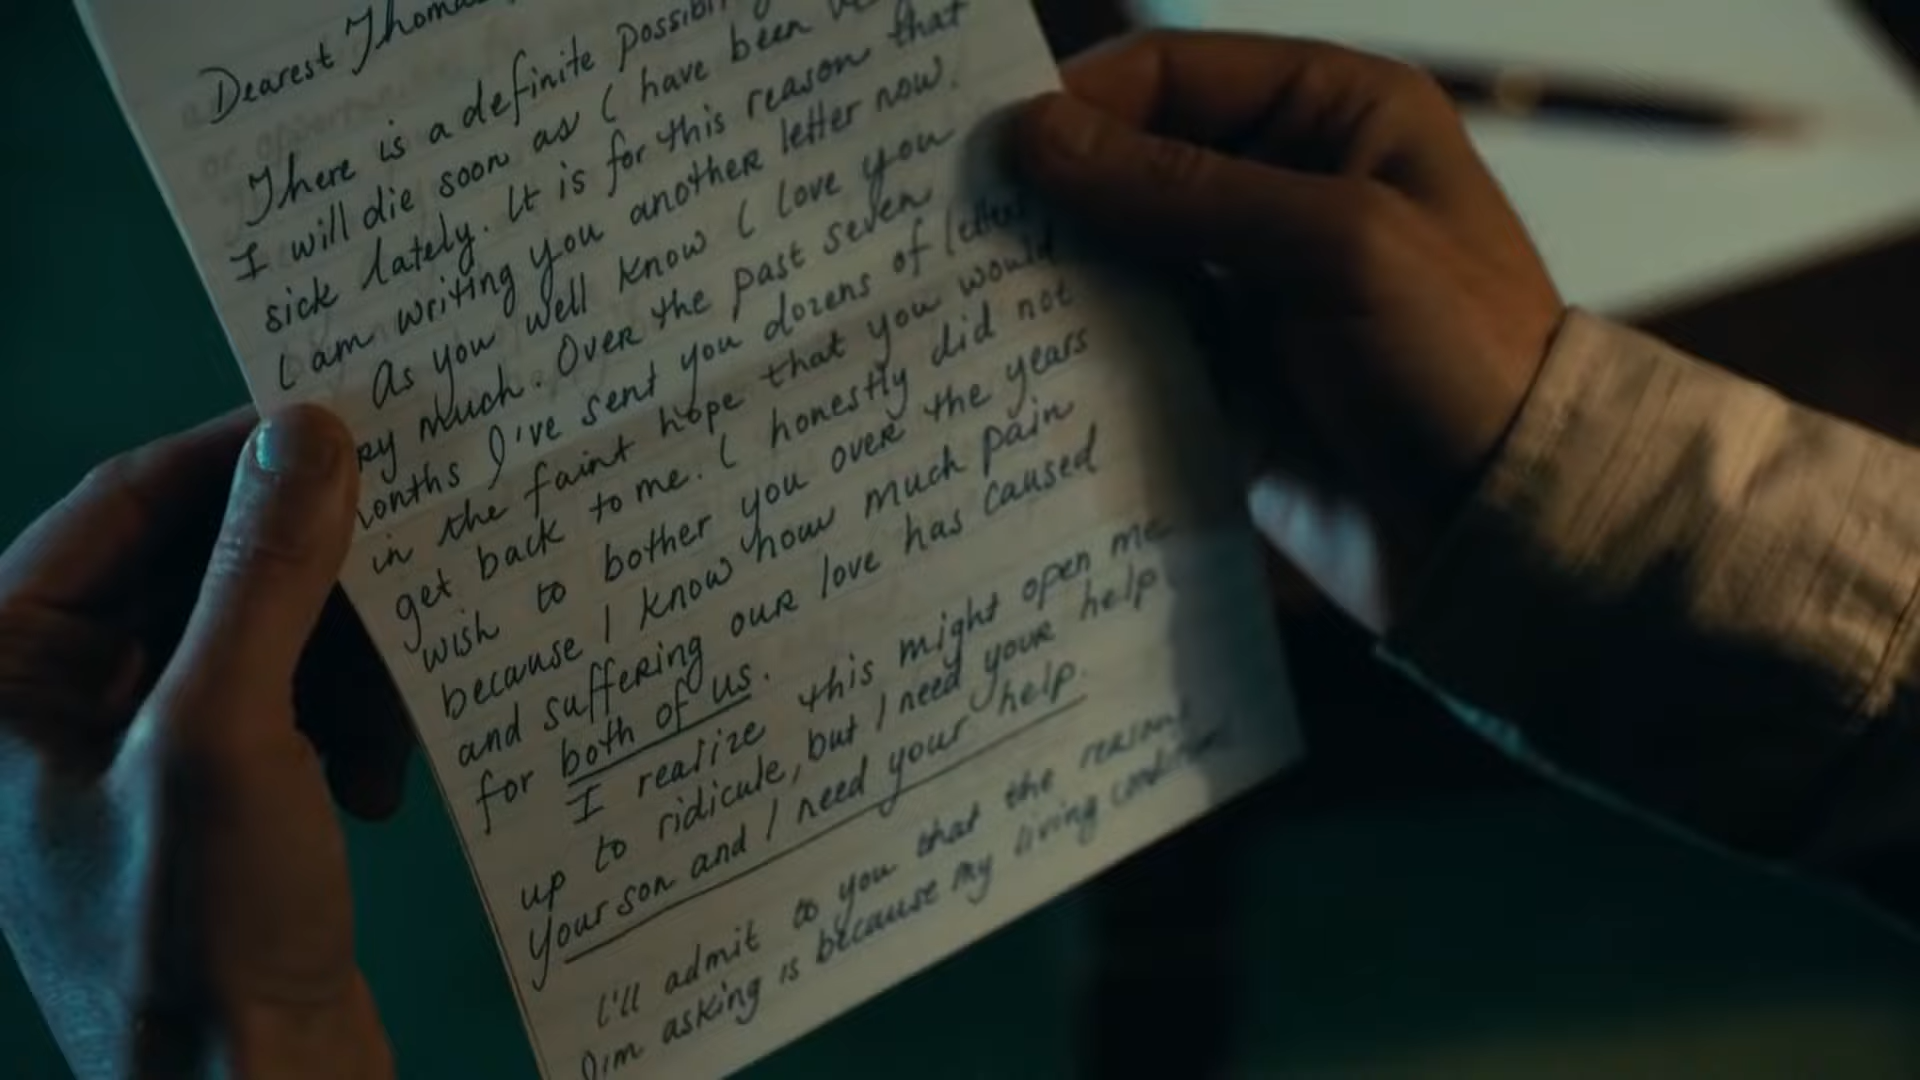 Dearest Thomas
There is a definite
I will die soon as I have been
sick lately. It is for this reason that
I am writing you another letter now.
As you well know I love you
ry much. Over the past seven
onths I've sent you dozens of letters
in the faint hope that you would
get back to me. I honestly did not
wish to bother you over the years
because I know how much pain
and suffering our love has caused
for both of us.
I realize this might open me
up to ridicule, but I need your help
Your son and I need your help.
I'll admit to you that the reason
I'm asking is because my living